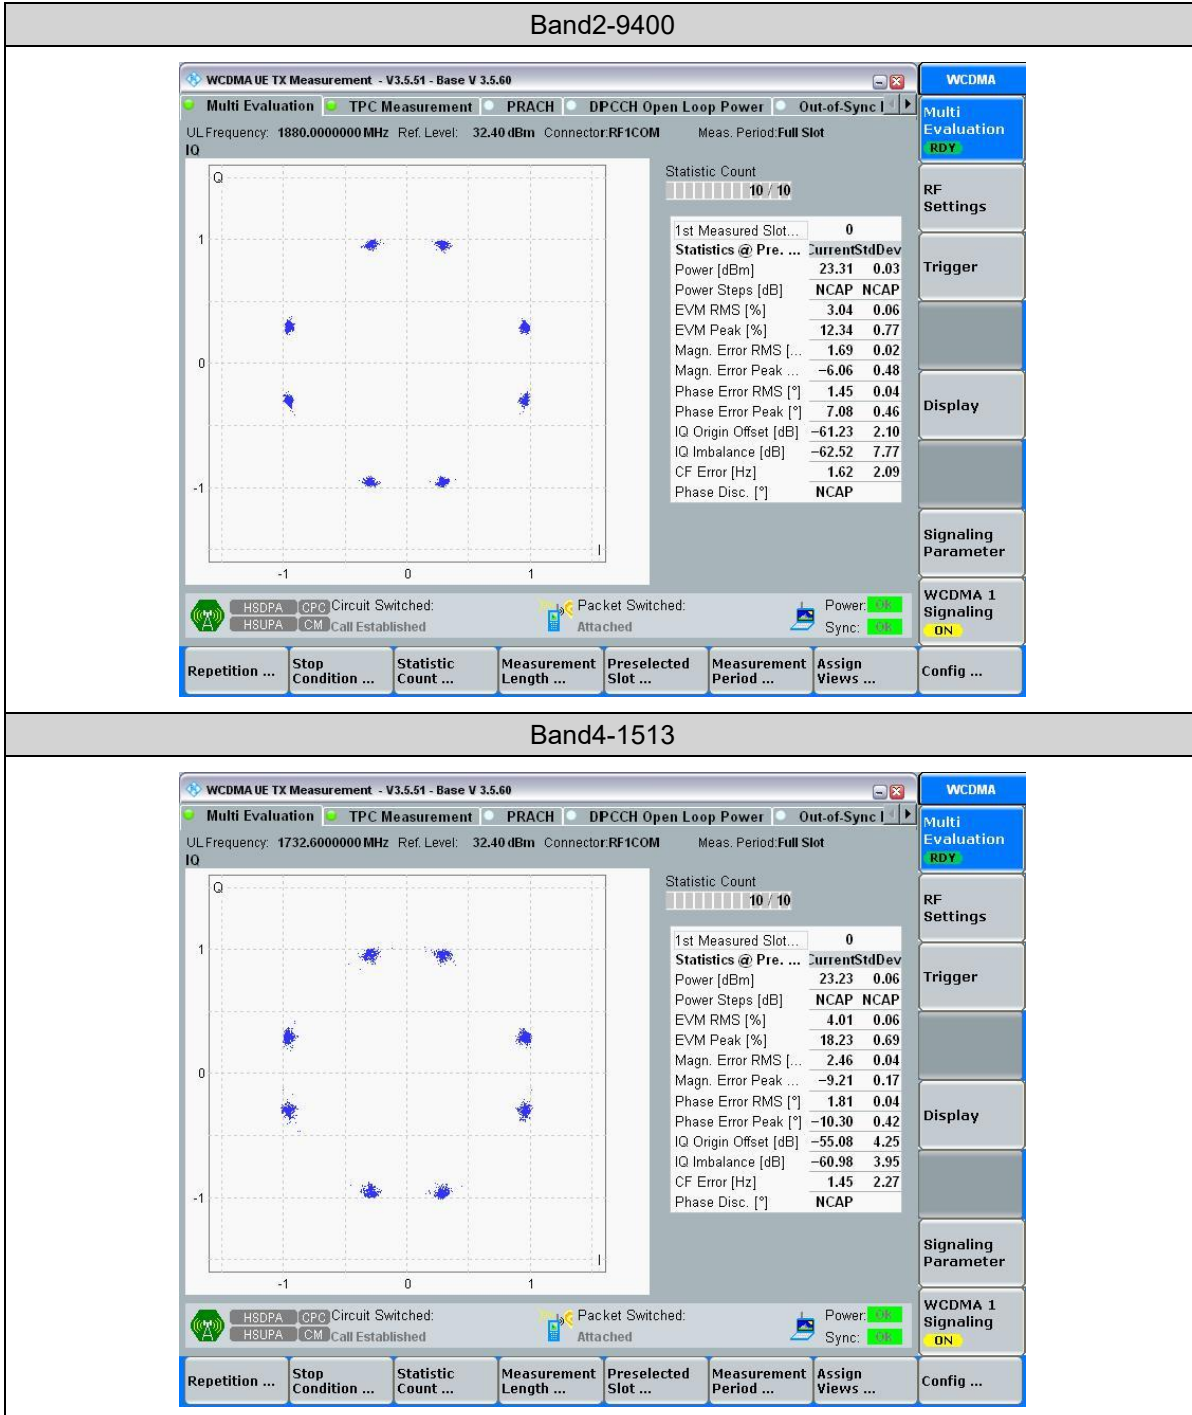 Band2-9400
WCDMA UE TX Measurement - V3.5.51 - Base V 3.5.60
WCDMA
Multi Evaluation TPC Measurement PRACH DPCCH Open Loop Power Out-of-Sync
Multi Evaluation
RDY
UL Frequency: 1880.0000000 MHz Ref. Level: 32.40 dBm Connector:RF1COM Meas. Period:Full Slot
IQ
Q
1
0
-1
-1 0 1
I
Statistic Count
10 / 10
1st Measured Slot... 0
Statistics @ Pre. ... CurrentStdDev
Power [dBm] 23.31 0.03
Power Steps [dB] NCAP NCAP
EVM RMS [%] 3.04 0.06
EVM Peak [%] 12.34 0.77
Magn. Error RMS [... 1.69 0.02
Magn. Error Peak ... −6.06 0.48
Phase Error RMS [°] 1.45 0.04
Phase Error Peak [°] 7.08 0.46
IQ Origin Offset [dB] −61.23 2.10
IQ Imbalance [dB] −62.52 7.77
CF Error [Hz] 1.62 2.09
Phase Disc. [°] NCAP
RF
Settings
Trigger
Display
Signaling
Parameter
WCDMA 1
Signaling
ON
HSDPA CPC Circuit Switched: Packet Switched: Power: Ok
HSUPA CM Call Established Attached Sync: Ok
Repetition ... Stop Condition ... Statistic Count ... Measurement Length ... Preselected Slot ... Measurement Period ... Assign Views ... Config ...
Band4-1513
WCDMA UE TX Measurement - V3.5.51 - Base V 3.5.60
WCDMA
Multi Evaluation TPC Measurement PRACH DPCCH Open Loop Power Out-of-Sync
Multi Evaluation
RDY
UL Frequency: 1732.6000000 MHz Ref. Level: 32.40 dBm Connector:RF1COM Meas. Period:Full Slot
IQ
Q
1
0
-1
-1 0 1
I
Statistic Count
10 / 10
1st Measured Slot... 0
Statistics @ Pre. ... CurrentStdDev
Power [dBm] 23.23 0.06
Power Steps [dB] NCAP NCAP
EVM RMS [%] 4.01 0.06
EVM Peak [%] 18.23 0.69
Magn. Error RMS [... 2.46 0.04
Magn. Error Peak ... −9.21 0.17
Phase Error RMS [°] 1.81 0.04
Phase Error Peak [°] −10.30 0.42
IQ Origin Offset [dB] −55.08 4.25
IQ Imbalance [dB] −60.98 3.95
CF Error [Hz] 1.45 2.27
Phase Disc. [°] NCAP
RF
Settings
Trigger
Display
Signaling
Parameter
WCDMA 1
Signaling
ON
HSDPA CPC Circuit Switched: Packet Switched: Power: Ok
HSUPA CM Call Established Attached Sync: Ok
Repetition ... Stop Condition ... Statistic Count ... Measurement Length ... Preselected Slot ... Measurement Period ... Assign Views ... Config ...